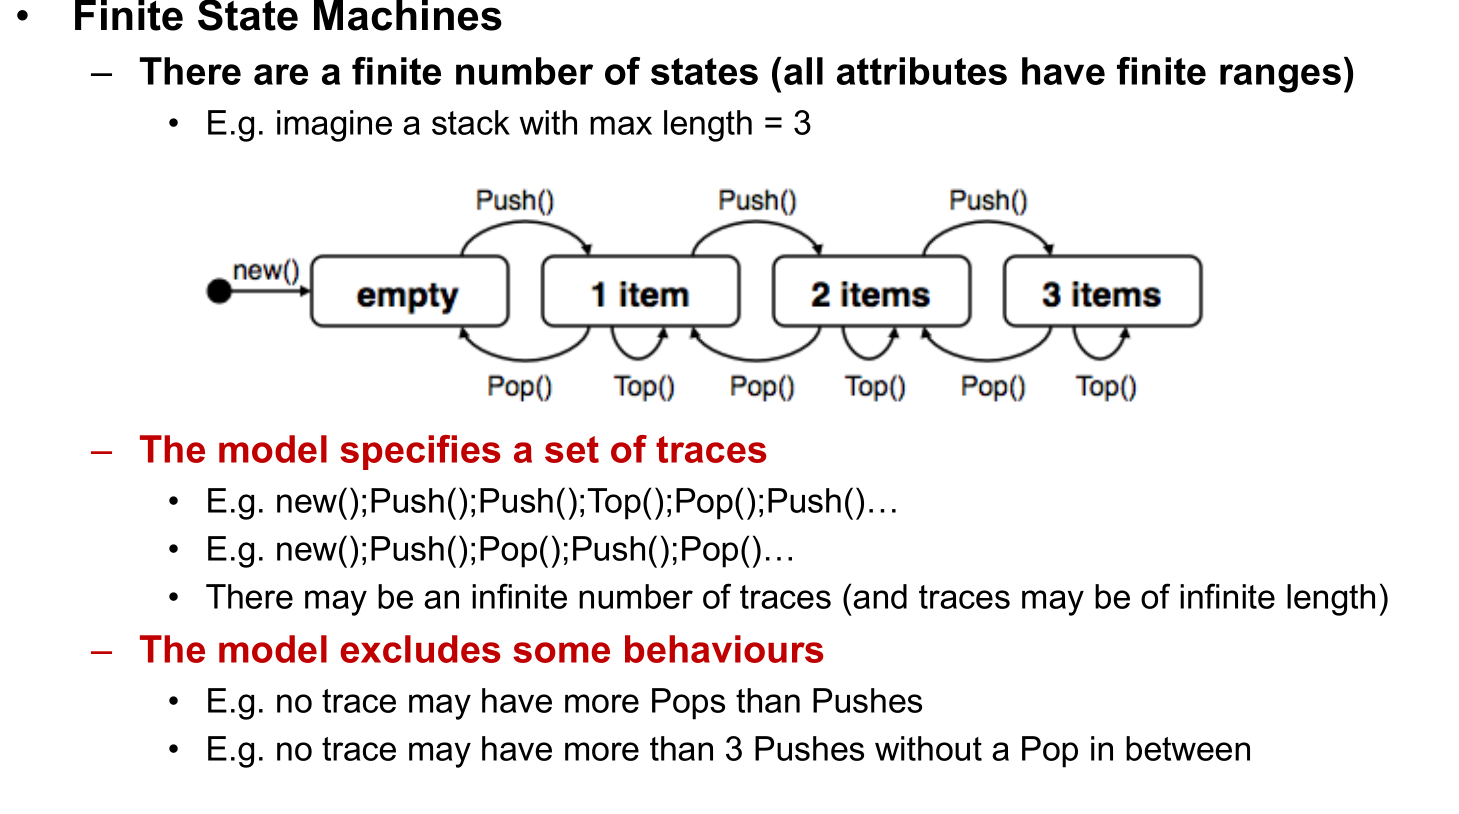 • Finite State Machines
– There are a finite number of states (all attributes have finite ranges)
• E.g. imagine a stack with max length = 3
Push() Push() Push()
new()
empty 1 item 2 items 3 items
Pop() Top() Pop() Top() Pop() Top()
– The model specifies a set of traces
• E.g. new();Push();Push();Top();Pop();Push()…
• E.g. new();Push();Pop();Push();Pop()…
• There may be an infinite number of traces (and traces may be of infinite length)
– The model excludes some behaviours
• E.g. no trace may have more Pops than Pushes
• E.g. no trace may have more than 3 Pushes without a Pop in between